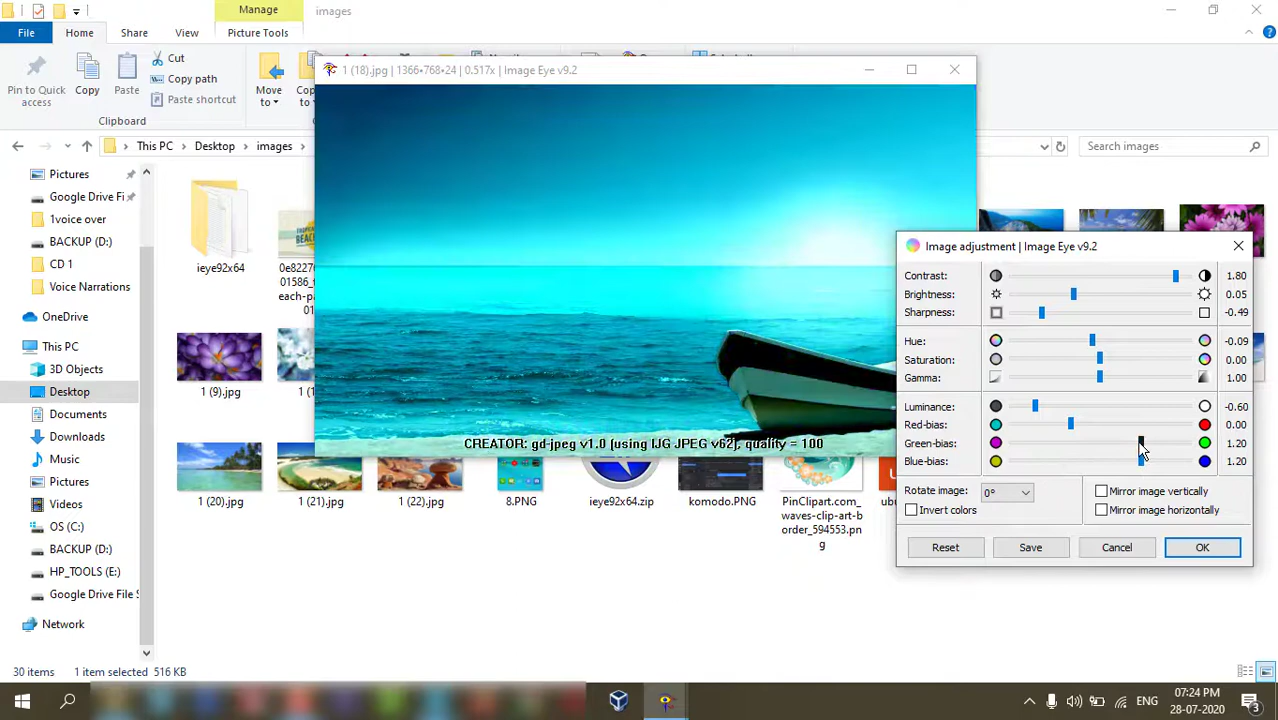 Manage
images
File
Home
Share
View
Picture Tools
Pin to Quick access
Copy
Paste
Cut
Copy path
Paste shortcut
Clipboard
Move to
1 (18).jpg | 1366•768•24 | 0.517x | Image Eye v9.2
This PC
Desktop
images
Search images
Pictures
Google Drive Fi
1voice over
BACKUP (D:)
CD 1
Voice Narrations
OneDrive
This PC
3D Objects
Desktop
Documents
Downloads
Music
Pictures
Videos
OS (C:)
BACKUP (D:)
HP_TOOLS (E:)
Google Drive File S
Network
ieye92x64
1 (9).jpg
1 (20).jpg
1 (21).jpg
1 (22).jpg
8.PNG
ieye92x64.zip
komodo.PNG
PinClipart.com_
waves-clip-art-b
order_594553.pn
g
CREATOR: gd-jpeg v1.0 (using IJG JPEG v62), quality = 100
Image adjustment | Image Eye v9.2
Contrast: 1.80
Brightness: 0.05
Sharpness: -0.49
Hue: -0.09
Saturation: 0.00
Gamma: 1.00
Luminance: -0.60
Red-bias: 0.00
Green-bias: 1.20
Blue-bias: 1.20
Rotate image: 0°
Invert colors
Mirror image vertically
Mirror image horizontally
Reset
Save
Cancel
OK
30 items
1 item selected 516 KB
ENG
07:24 PM
28-07-2020
3